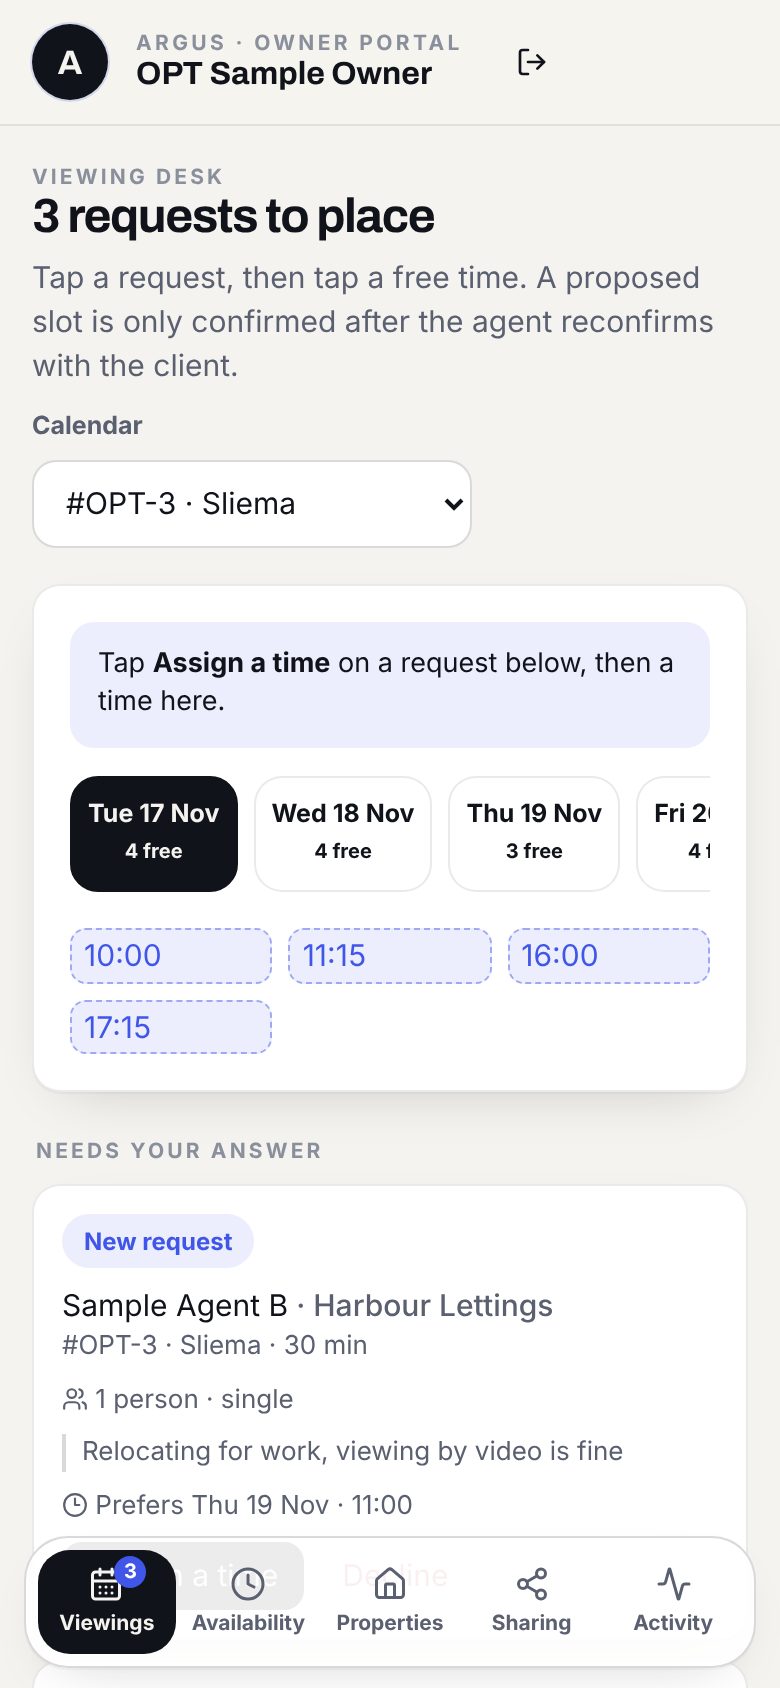 A
ARGUS · OWNER PORTAL
OPT Sample Owner
VIEWING DESK
3 requests to place
Tap a request, then tap a free time. A proposed
slot is only confirmed after the agent reconfirms
with the client.
Calendar
#OPT-3 · Sliema
Tap Assign a time on a request below, then a
time here.
Tue 17 Nov
4 free
Wed 18 Nov
4 free
Thu 19 Nov
3 free
Fri
4
10:00
11:15
16:00
17:15
NEEDS YOUR ANSWER
New request
Sample Agent B · Harbour Lettings
#OPT-3 · Sliema · 30 min
1 person · single
Relocating for work, viewing by video is fine
Prefers Thu 19 Nov · 11:00
3
Viewings
Availability
Properties
Sharing
Activity